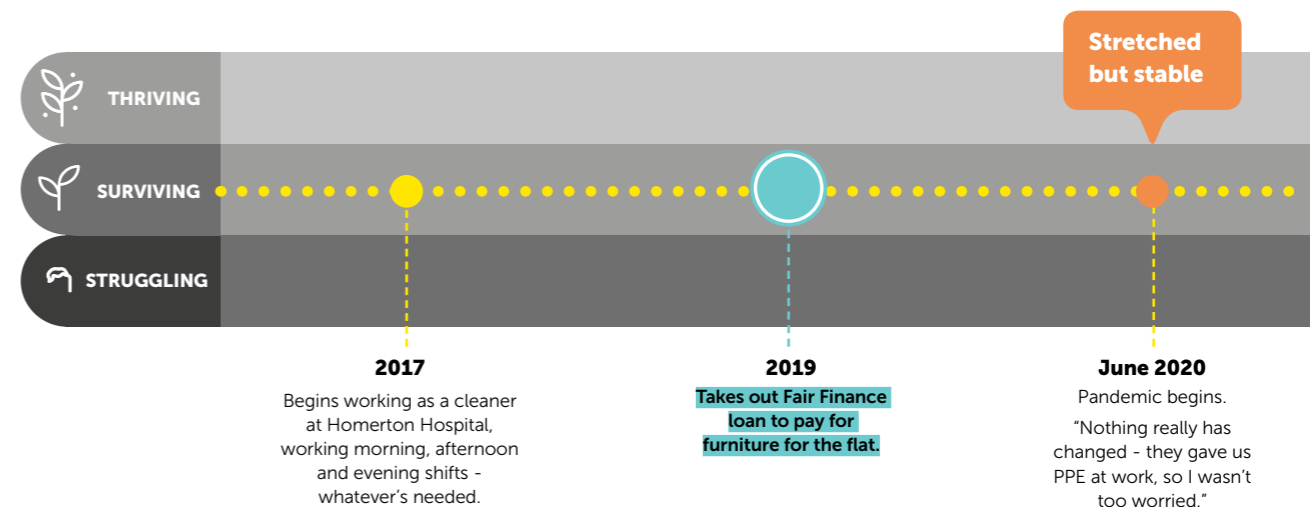 Stretched
but stable
THRIVING
SURVIVING
STRUGGLING
2017
Begins working as a cleaner
at Homerton Hospital,
working morning, afternoon
and evening shifts -
whatever's needed.
2019
Takes out Fair Finance
loan to pay for
furniture for the flat.
June 2020
Pandemic begins.
“Nothing really has
changed - they gave us
PPE at work, so I wasn’t
too worried.”